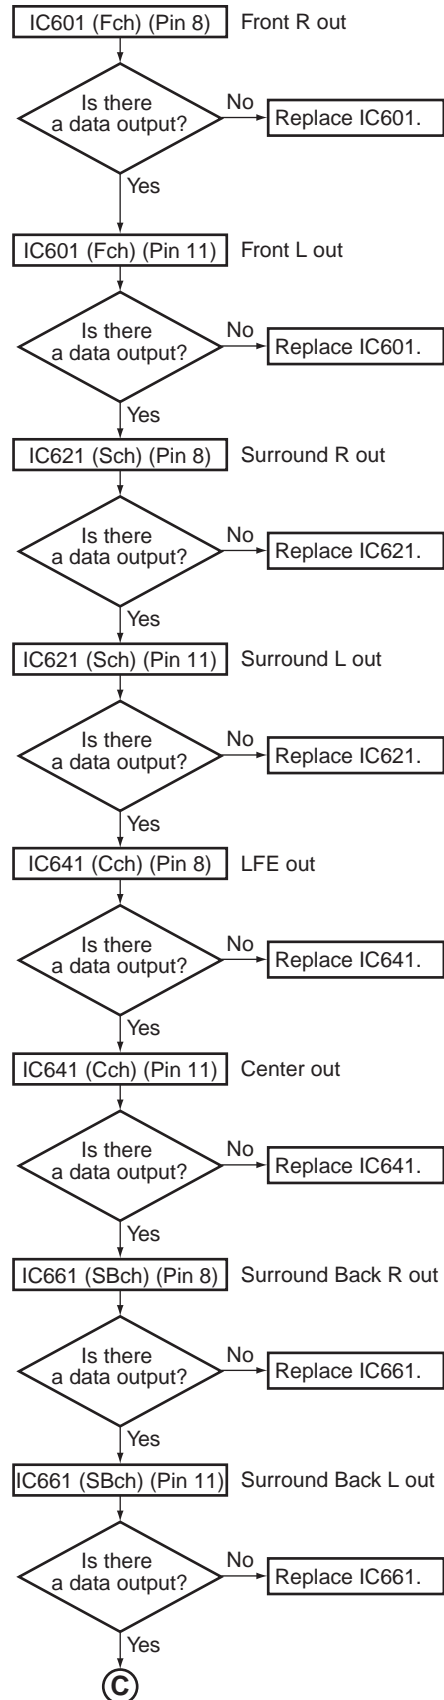 IC601 (Fch) (Pin 8) Front R out
Is there
a data output?
No
Replace IC601.
Yes
IC601 (Fch) (Pin 11) Front L out
Is there
a data output?
No
Replace IC601.
Yes
IC621 (Sch) (Pin 8) Surround R out
Is there
a data output?
No
Replace IC621.
Yes
IC621 (Sch) (Pin 11) Surround L out
Is there
a data output?
No
Replace IC621.
Yes
IC641 (Cch) (Pin 8) LFE out
Is there
a data output?
No
Replace IC641.
Yes
IC641 (Cch) (Pin 11) Center out
Is there
a data output?
No
Replace IC641.
Yes
IC661 (SBch) (Pin 8) Surround Back R out
Is there
a data output?
No
Replace IC661.
Yes
IC661 (SBch) (Pin 11) Surround Back L out
Is there
a data output?
No
Replace IC661.
Yes
C